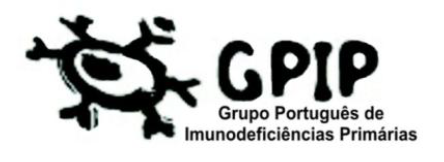 GPIP
Grupo Português de
Imunodeficiências Primárias